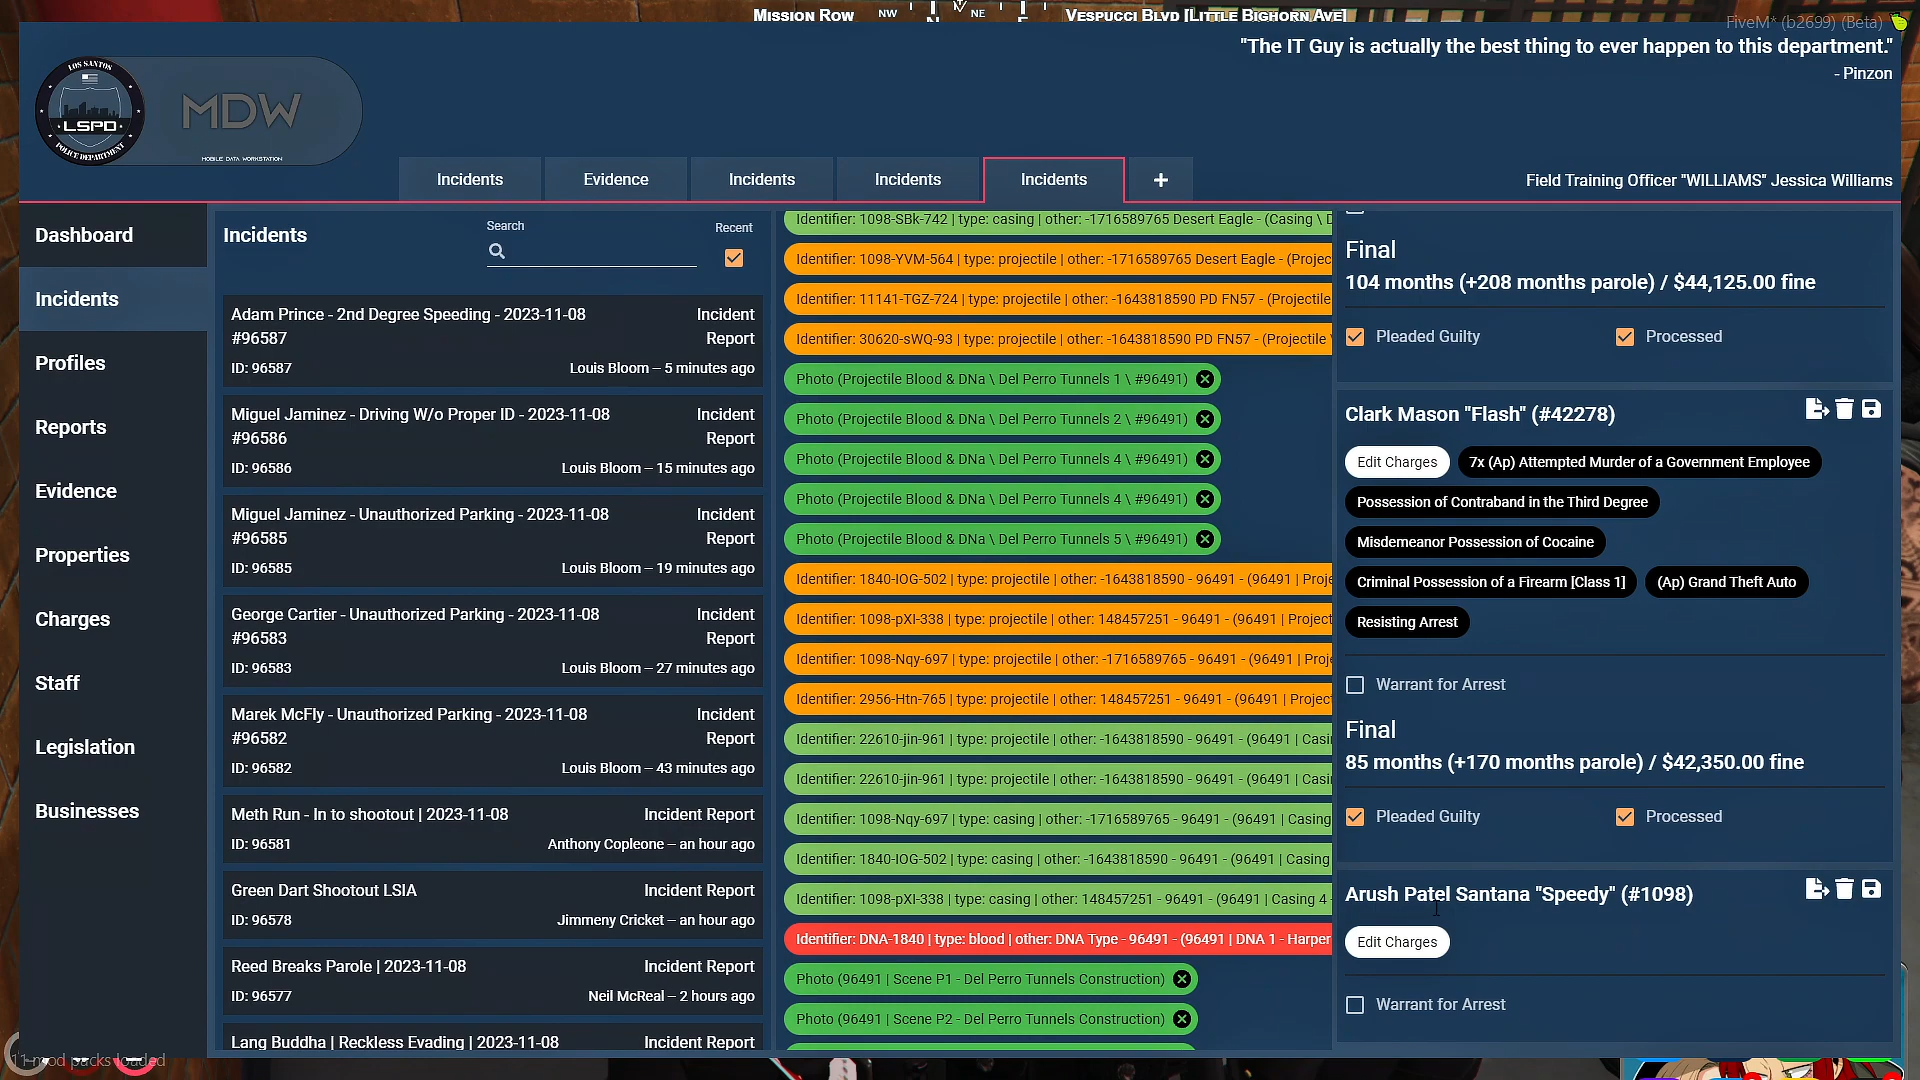 Mission Row
NW
N
NE
E
Vespucci Blvd [Little Bighorn Ave]
FiveM* (b2699) (Beta)
"The IT Guy is actually the best thing to ever happen to this department."
- Pinzon
LOS SANTOS
LSPD
POLICE DEPARTMENT
MDW
MOBILE DATA WORKSTATION
Incidents
Evidence
Incidents
Incidents
Incidents
+
Field Training Officer "WILLIAMS" Jessica Williams
Dashboard
Incidents
Profiles
Reports
Evidence
Properties
Charges
Staff
Legislation
Businesses
Incidents
Search
Recent
Adam Prince - 2nd Degree Speeding - 2023-11-08 #96587
Incident Report
ID: 96587
Louis Bloom – 5 minutes ago
Miguel Jaminez - Driving W/o Proper ID - 2023-11-08 #96586
Incident Report
ID: 96586
Louis Bloom – 15 minutes ago
Miguel Jaminez - Unauthorized Parking - 2023-11-08 #96585
Incident Report
ID: 96585
Louis Bloom – 19 minutes ago
George Cartier - Unauthorized Parking - 2023-11-08 #96583
Incident Report
ID: 96583
Louis Bloom – 27 minutes ago
Marek McFly - Unauthorized Parking - 2023-11-08 #96582
Incident Report
ID: 96582
Louis Bloom – 43 minutes ago
Meth Run - In to shootout | 2023-11-08
Incident Report
ID: 96581
Anthony Copleone – an hour ago
Green Dart Shootout LSIA
Incident Report
ID: 96578
Jimmeny Cricket – an hour ago
Reed Breaks Parole | 2023-11-08
Incident Report
ID: 96577
Neil McReal – 2 hours ago
Lang Buddha | Reckless Evading | 2023-11-08
Incident Report
Identifier: 1098-SBk-742 | type: casing | other: -1716589765 Desert Eagle - (Casing \ D
Identifier: 1098-YVM-564 | type: projectile | other: -1716589765 Desert Eagle - (Projec
Identifier: 11141-TGZ-724 | type: projectile | other: -1643818590 PD FN57 - (Projectile
Identifier: 30620-sWQ-93 | type: projectile | other: -1643818590 PD FN57 - (Projectile \
Photo (Projectile Blood & DNa \ Del Perro Tunnels 1 \ #96491)
Photo (Projectile Blood & DNa \ Del Perro Tunnels 2 \ #96491)
Photo (Projectile Blood & DNa \ Del Perro Tunnels 4 \ #96491)
Photo (Projectile Blood & DNa \ Del Perro Tunnels 4 \ #96491)
Photo (Projectile Blood & DNa \ Del Perro Tunnels 5 \ #96491)
Identifier: 1840-IOG-502 | type: projectile | other: -1643818590 - 96491 - (96491 | Proje
Identifier: 1098-pXI-338 | type: projectile | other: 148457251 - 96491 - (96491 | Project
Identifier: 1098-Nqy-697 | type: projectile | other: -1716589765 - 96491 - (96491 | Proj
Identifier: 2956-Htn-765 | type: projectile | other: 148457251 - 96491 - (96491 | Project
Identifier: 22610-jin-961 | type: projectile | other: -1643818590 - 96491 - (96491 | Casi
Identifier: 22610-jin-961 | type: projectile | other: -1643818590 - 96491 - (96491 | Casi
Identifier: 1098-Nqy-697 | type: casing | other: -1716589765 - 96491 - (96491 | Casing
Identifier: 1840-IOG-502 | type: casing | other: -1643818590 - 96491 - (96491 | Casing
Identifier: 1098-pXI-338 | type: casing | other: 148457251 - 96491 - (96491 | Casing 4 -
Identifier: DNA-1840 | type: blood | other: DNA Type - 96491 - (96491 | DNA 1 - Harper
Photo (96491 | Scene P1 - Del Perro Tunnels Construction)
Photo (96491 | Scene P2 - Del Perro Tunnels Construction)
Final
104 months (+208 months parole) / $44,125.00 fine
Pleaded Guilty
Processed
Clark Mason "Flash" (#42278)
Edit Charges
7x (Ap) Attempted Murder of a Government Employee
Possession of Contraband in the Third Degree
Misdemeanor Possession of Cocaine
Criminal Possession of a Firearm [Class 1]
(Ap) Grand Theft Auto
Resisting Arrest
Warrant for Arrest
Final
85 months (+170 months parole) / $42,350.00 fine
Pleaded Guilty
Processed
Arush Patel Santana "Speedy" (#1098)
Edit Charges
Warrant for Arrest
11 mod packs loaded